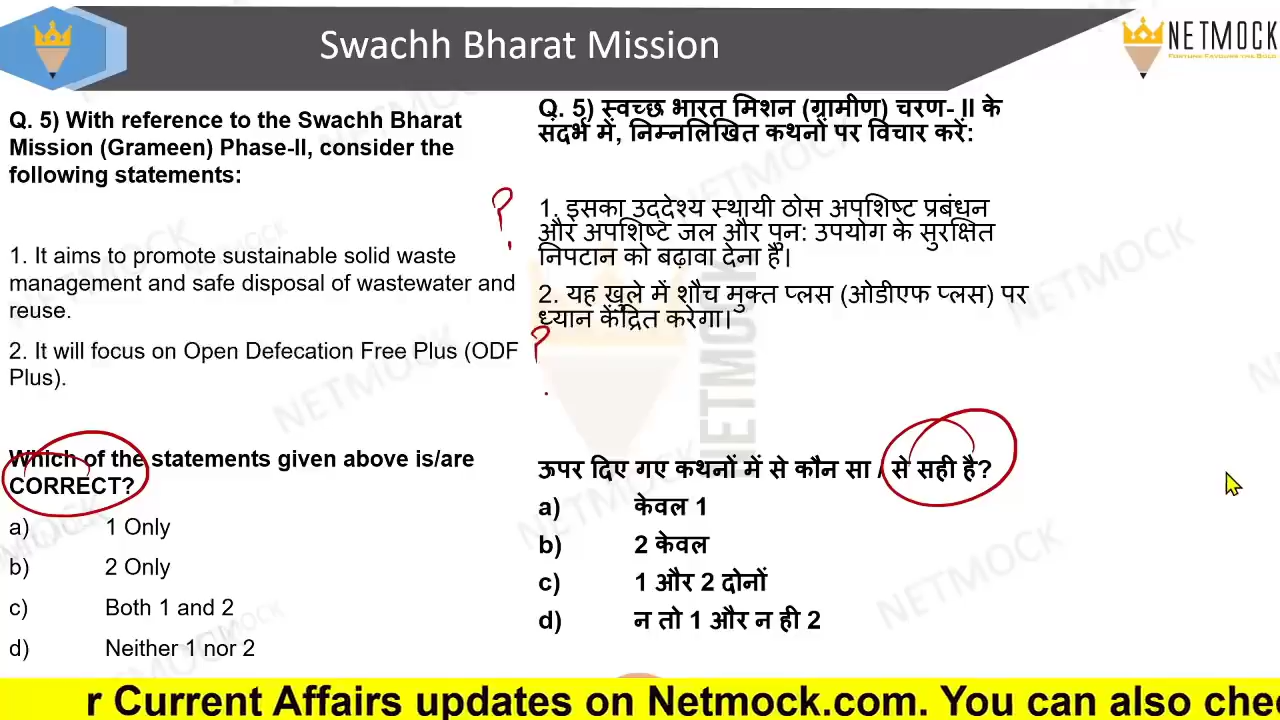 Swachh Bharat Mission
NETMOCK
FORTUNE FAVOURS THE BOLD
Q. 5) With reference to the Swachh Bharat
Mission (Grameen) Phase-II, consider the
following statements:
1. It aims to promote sustainable solid waste
management and safe disposal of wastewater and
reuse.
2. It will focus on Open Defecation Free Plus (ODF
Plus).
Which of the statements given above is/are
CORRECT?
a) 1 Only
b) 2 Only
c) Both 1 and 2
d) Neither 1 nor 2
Q. 5) स्वच्छ भारत मिशन (ग्रामीण) चरण- II के
संदर्भ में, निम्नलिखित कथनों पर विचार करें:
1. इसका उद्देश्य स्थायी ठोस अपशिष्ट प्रबंधन
और अपशिष्ट जल और पुन: उपयोग के सुरक्षित
निपटान को बढ़ावा देना है।
2. यह खुले में शौच मुक्त प्लस (ओडीएफ प्लस) पर
ध्यान केंद्रित करेगा।
ऊपर दिए गए कथनों में से कौन सा / से सही है?
a) केवल 1
b) 2 केवल
c) 1 और 2 दोनों
d) न तो 1 और न ही 2
?
?
NETMOCK
r Current Affairs updates on Netmock.com. You can also che